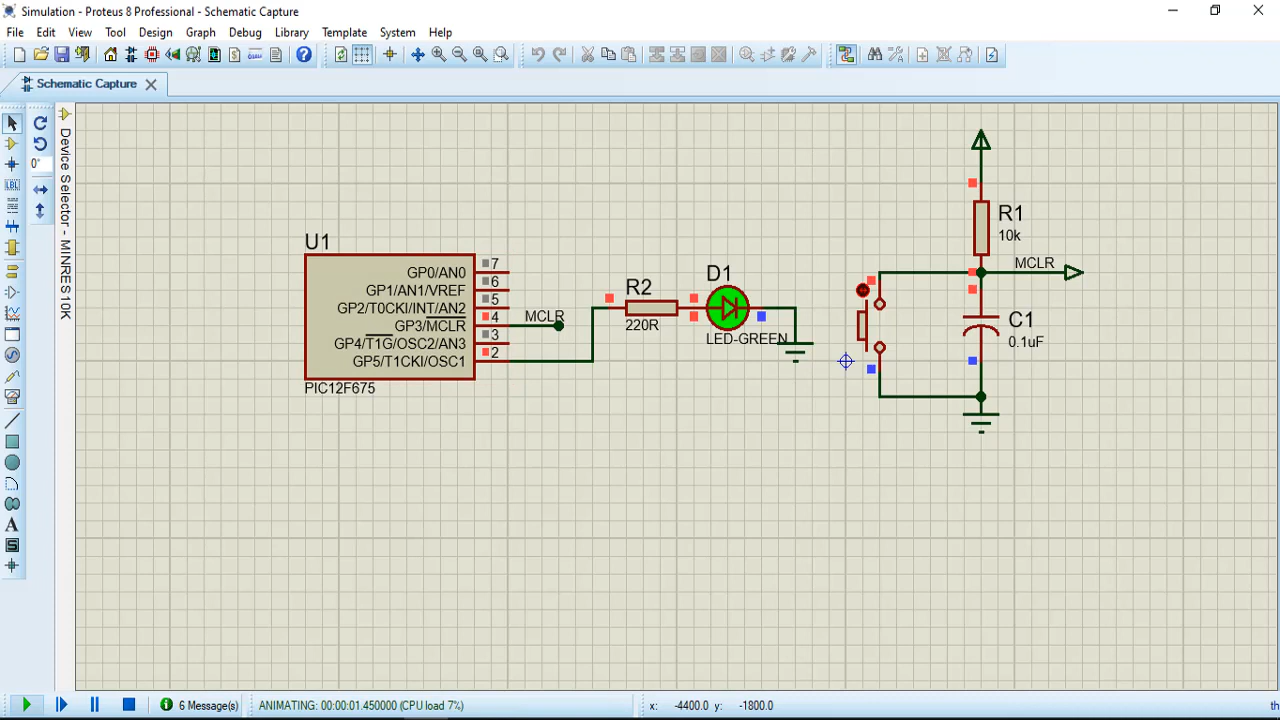 Simulation - Proteus 8 Professional - Schematic Capture
File Edit View Tool Design Graph Debug Library Template System Help
Schematic Capture
LBL
0°
Device Selector - MINRES10K
A
S
$
?
R1
10k
MCLR
U1
7
GP0/AN0
6
GP1/AN1/VREF
5
GP2/T0CKI/INT/AN2
4
GP3/MCLR
3
GP4/T1G/OSC2/AN3
2
GP5/T1CKI/OSC1
PIC12F675
MCLR
R2
220R
D1
LED-GREEN
C1
0.1uF
6 Message(s)
ANIMATING: 00:00:01.450000 (CPU load 7%)
x: -4400.0 y: -1800.0
th